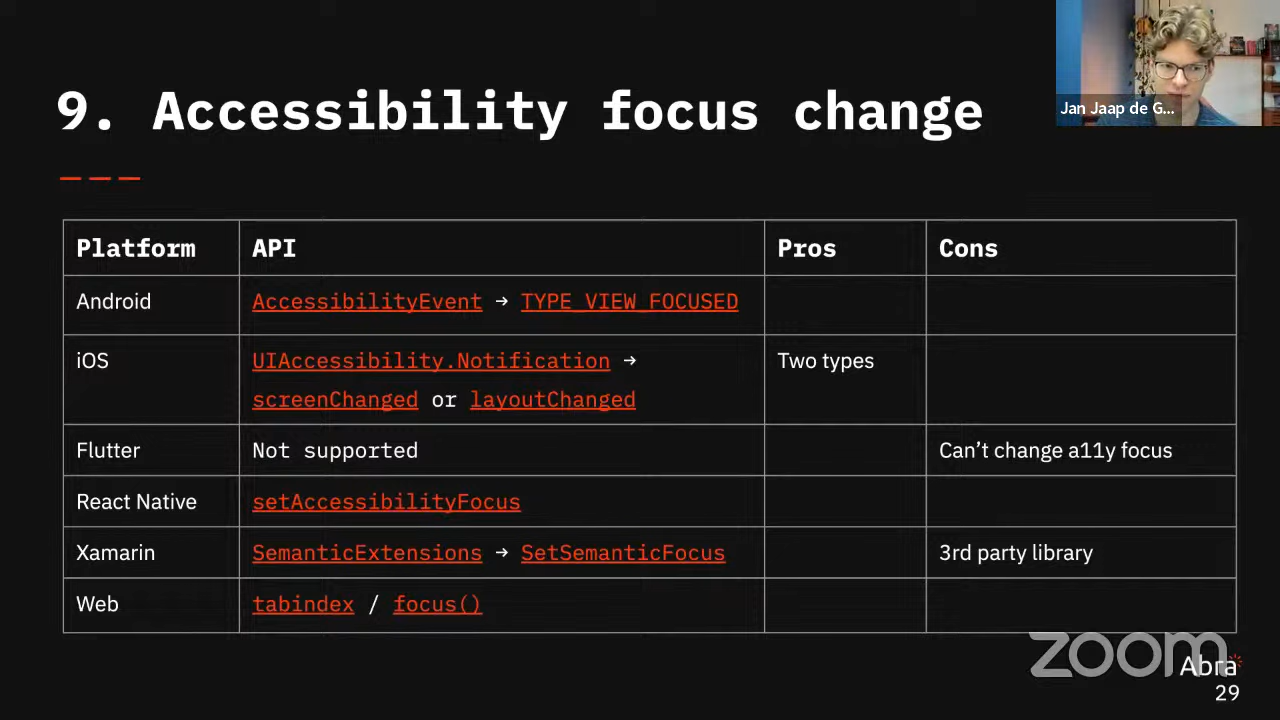 9. Accessibility focus change
Jan Jaap de G...
Platform API Pros Cons
Android AccessibilityEvent → TYPE_VIEW_FOCUSED
iOS UIAccessibility.Notification → Two types
screenChanged or layoutChanged
Flutter Not supported Can't change a11y focus
React Native setAccessibilityFocus
Xamarin SemanticExtensions → SetSemanticFocus 3rd party library
Web tabindex / focus()
zoom
Abra
29